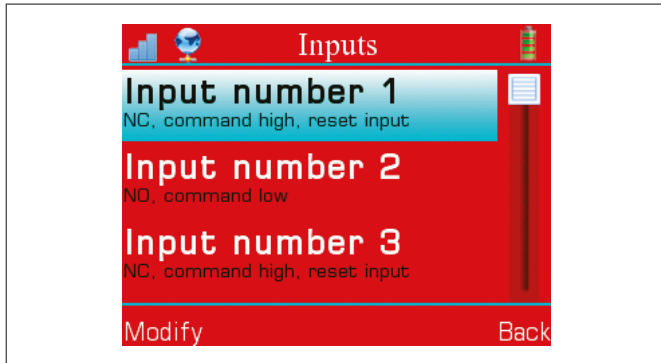 Inputs
Input number 1
NC, command high, reset input
Input number 2
NO, command low
Input number 3
NC, command high, reset input
Modify Back